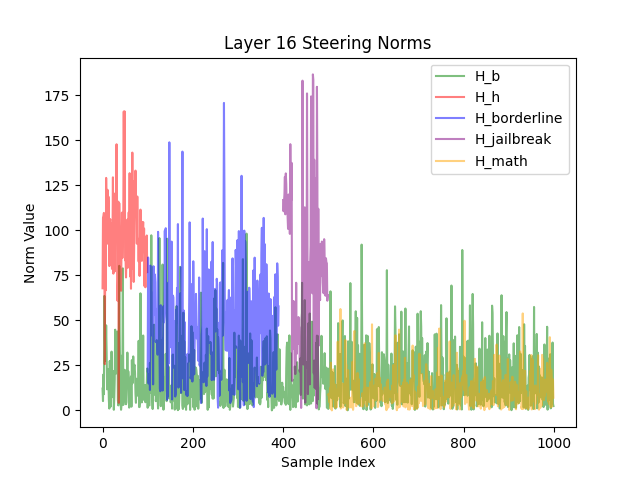 Layer 16 Steering Norms
H_b
H_h
H_borderline
H_jailbreak
H_math
Norm Value
175
150
125
100
75
50
25
0
0 200 400 600 800 1000
Sample Index